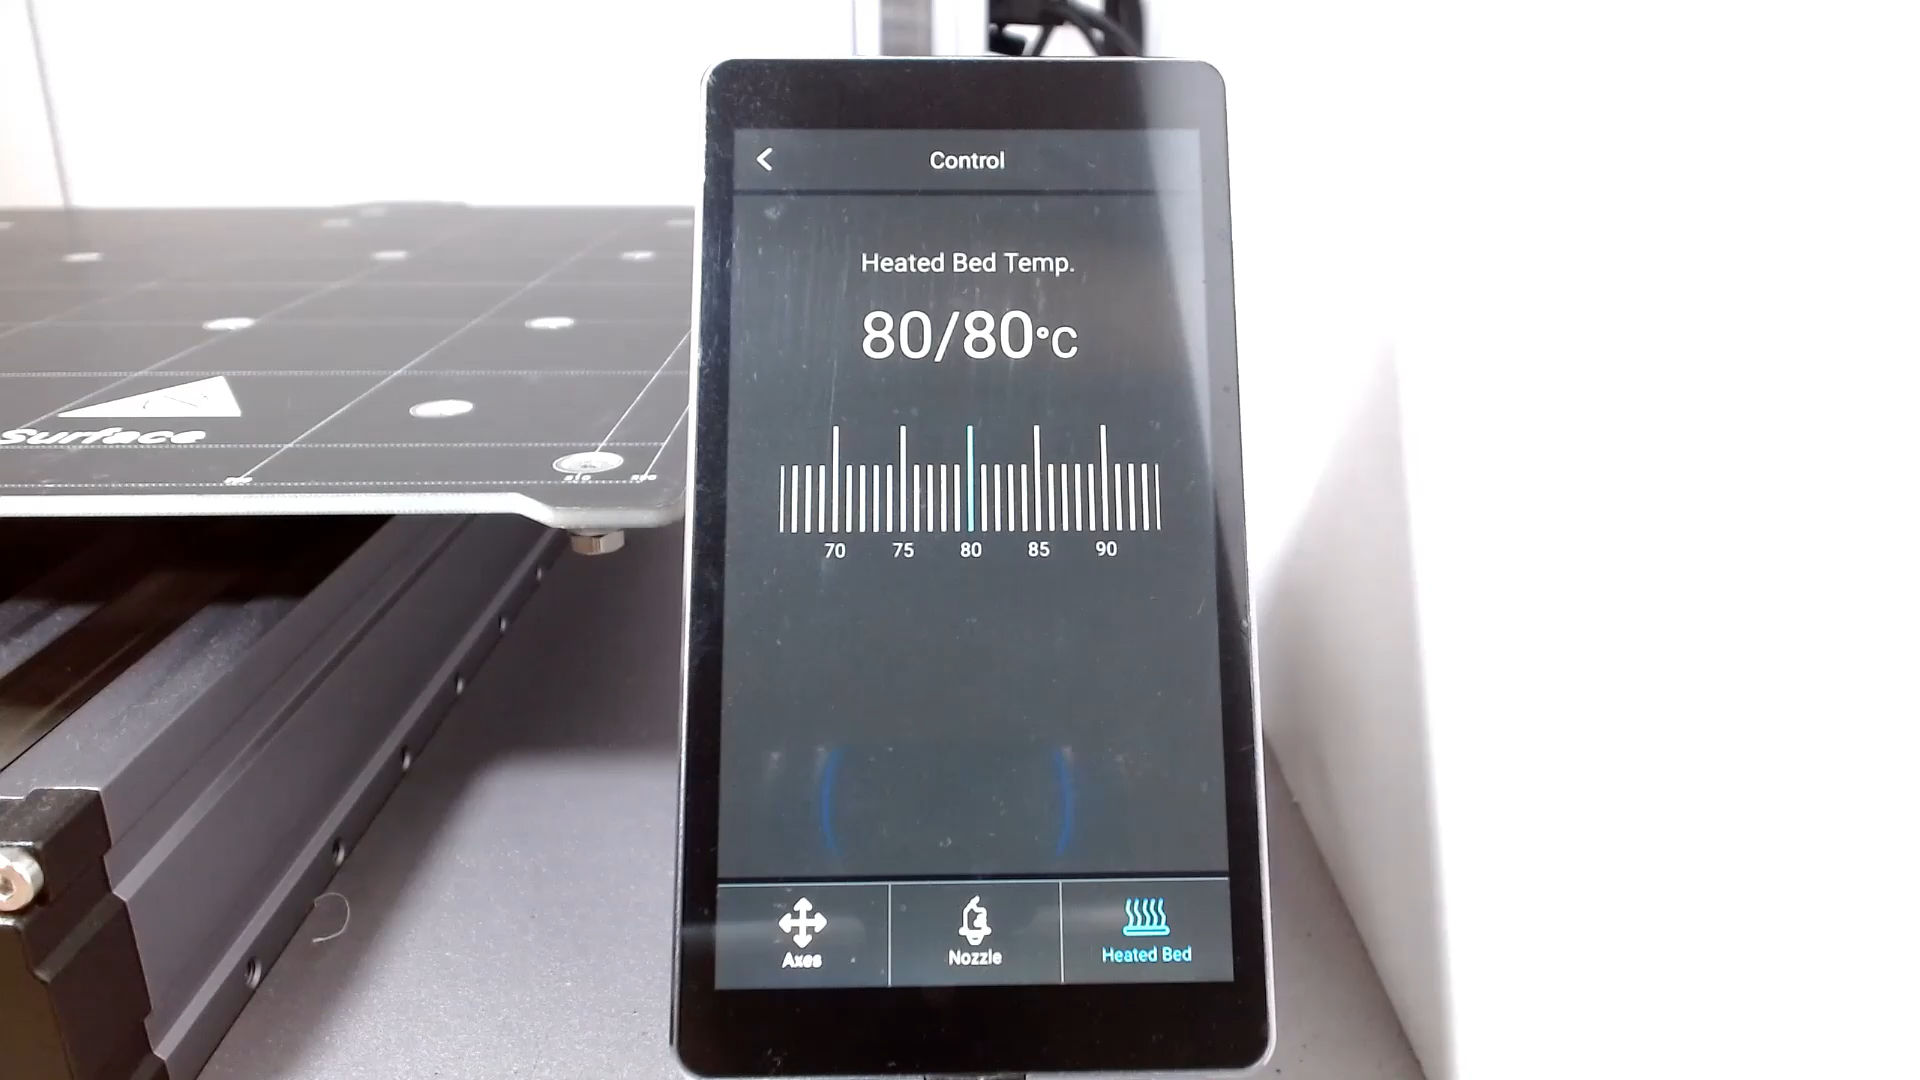 Control
Heated Bed Temp.
80/80°C
70 75 80 85 90
Axes
Nozzle
Heated Bed
Surface